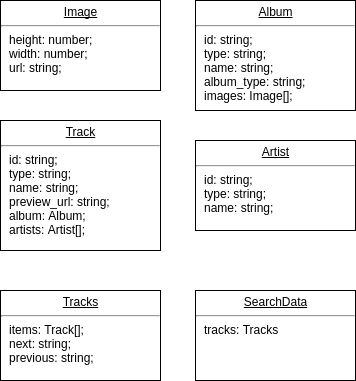 Image
height: number;
width: number;
url: string;
Album
id: string;
type: string;
name: string;
album_type: string;
images: Image[];
Track
id: string;
type: string;
name: string;
preview_url: string;
album: Album;
artists: Artist[];
Artist
id: string;
type: string;
name: string;
Tracks
items: Track[];
next: string;
previous: string;
SearchData
tracks: Tracks